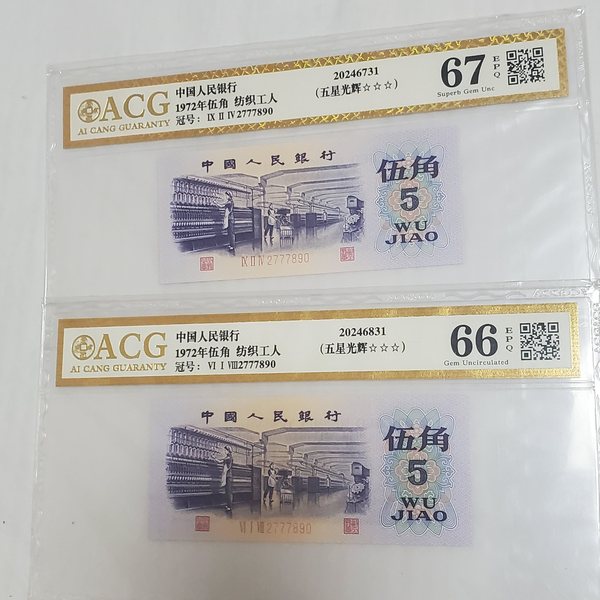 ACG
AI CANG GUARANTY
中国人民银行
1972年伍角 纺织工人
冠号: Ⅸ Ⅱ Ⅳ 2777890
20246731
(五星光辉☆☆☆)
67
EPQ
Superb Gem Unc
中國人民銀行
伍角
5
WU
JIAO
Ⅸ Ⅱ Ⅳ 2777890
ACG
AI CANG GUARANTY
中国人民银行
1972年伍角 纺织工人
冠号: Ⅵ Ⅰ Ⅷ 2777890
20246831
(五星光辉☆☆☆)
66
EPQ
Gem Uncirculated
中國人民銀行
伍角
5
WU
JIAO
Ⅵ Ⅰ Ⅷ 2777890